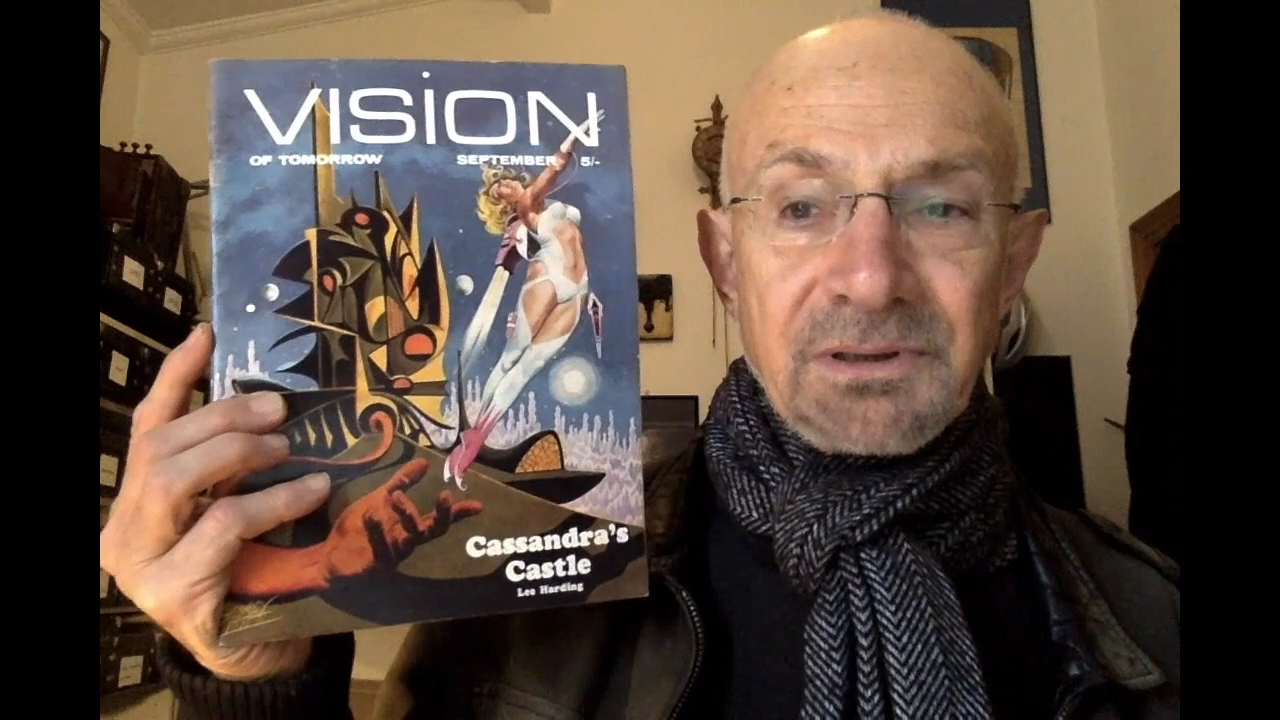 VISiON
OF TOMORROW SEPTEMBER 5/-
Cassandra's
Castle
Lee Harding